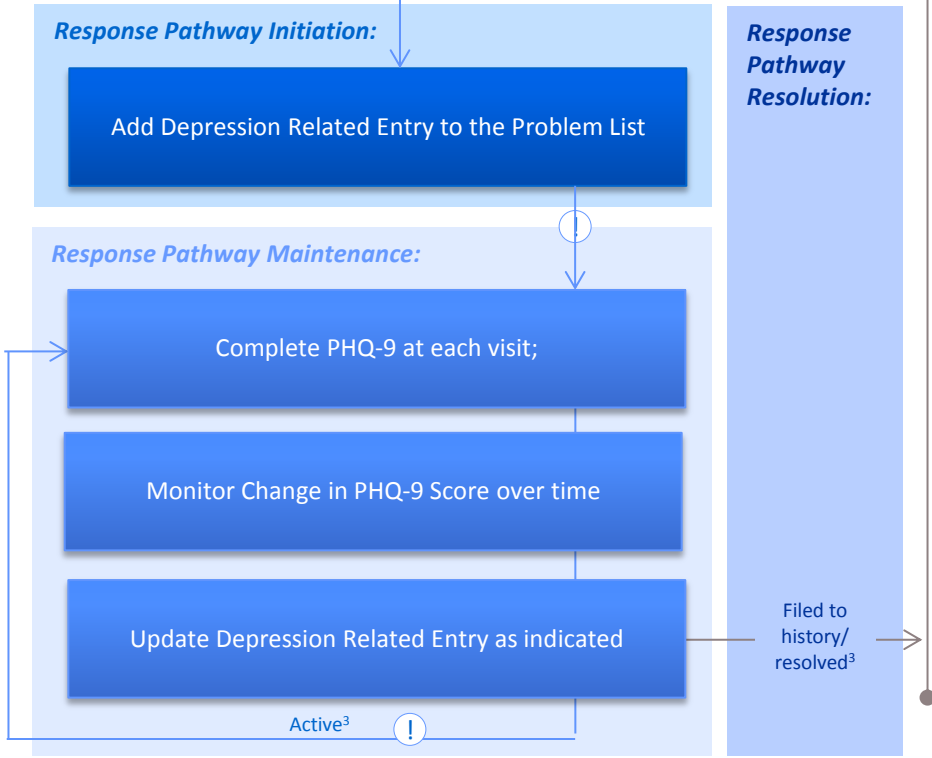 Response Pathway Initiation:
Add Depression Related Entry to the Problem List
!
Response Pathway Maintenance:
Complete PHQ-9 at each visit;
Monitor Change in PHQ-9 Score over time
Update Depression Related Entry as indicated
Active³
!
Response
Pathway
Resolution:
Filed to
history/
resolved³